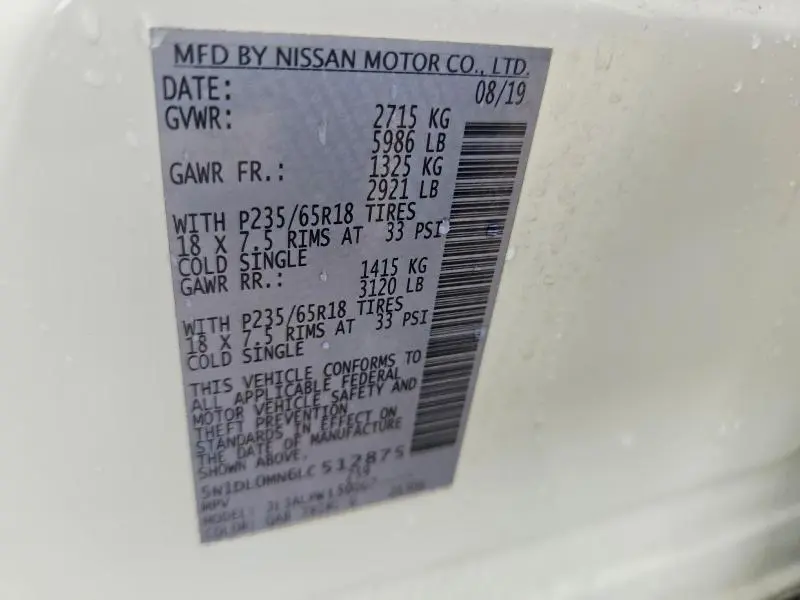 MFD BY NISSAN MOTOR CO., LTD.
DATE: 08/19
GVWR: 2715 KG
5986 LB
GAWR FR.: 1325 KG
2921 LB
WITH P235/65R18 TIRES
18 X 7.5 RIMS AT 33 PSI
COLD SINGLE
GAWR RR.: 1415 KG
3120 LB
WITH P235/65R18 TIRES
18 X 7.5 RIMS AT 33 PSI
COLD SINGLE
THIS VEHICLE CONFORMS TO
ALL APPLICABLE FEDERAL
MOTOR VEHICLE SAFETY AND
THEFT PREVENTION
STANDARDS IN EFFECT ON
THE DATE OF MANUFACTURE
SHOWN ABOVE.
5N1DL0MN6LC 512875
MPV
MODEL:
COLOR: